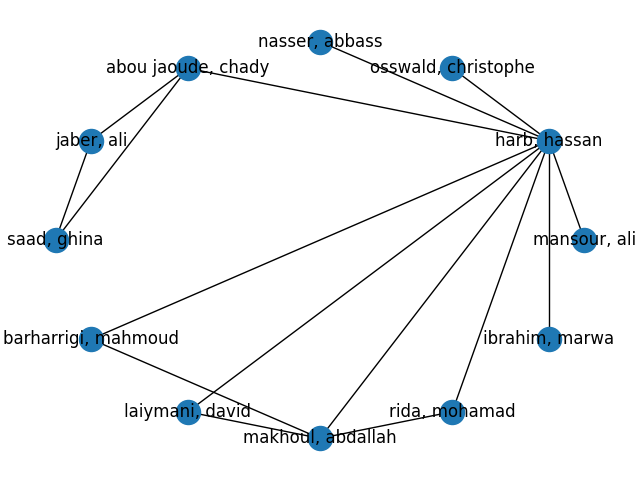 nasser, abbass
abou jaoude, chady
osswald, christophe
jaber, ali
harb, hassan
saad, ghina
mansour, ali
barharrigi, mahmoud
ibrahim, marwa
laiymani, david
rida, mohamad
makhoul, abdallah